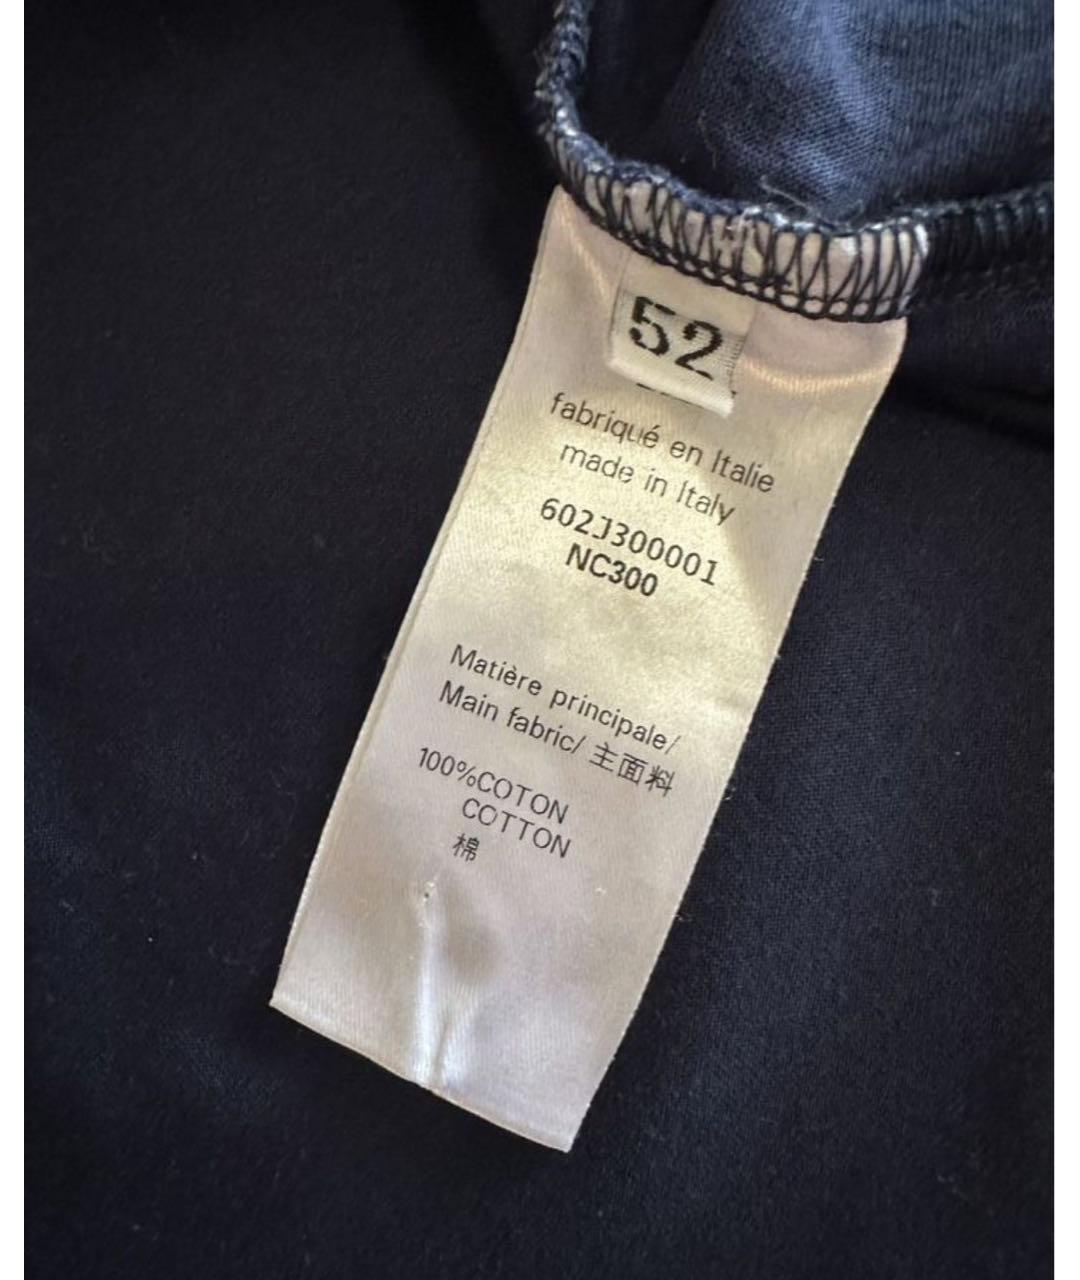 52
fabriqué en Italie
made in Italy
602J300001
NC300
Matière principale/
Main fabric/ 主面料
100%COTON
COTTON
棉